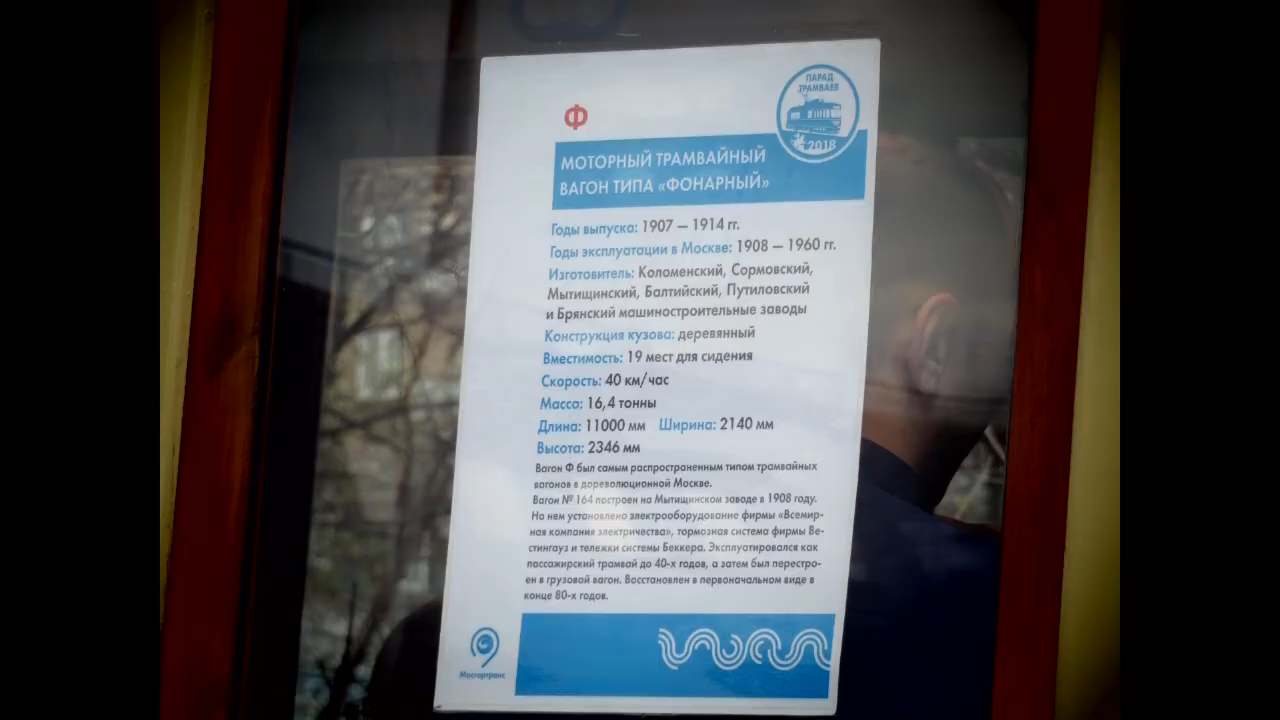 ПАРАД
ТРАМВАЕВ
2018
Ф
МОТОРНЫЙ ТРАМВАЙНЫЙ
ВАГОН ТИПА «ФОНАРНЫЙ»
Годы выпуска: 1907 — 1914 гг.
Годы эксплуатации в Москве: 1908 — 1960 гг.
Изготовитель: Коломенский, Сормовский,
Мытищинский, Балтийский, Путиловский
и Брянский машиностроительные заводы
Конструкция кузова: деревянный
Вместимость: 19 мест для сидения
Скорость: 40 км/час
Масса: 16,4 тонны
Длина: 11000 мм Ширина: 2140 мм
Высота: 2346 мм
Вагон Ф был самым распространенным типом трамвайных
вагонов в дореволюционной Москве.
Вагон № 164 построен на Мытищинском заводе в 1908 году.
На нем установлено электрооборудование фирмы «Всемир-
ная компания электричества», тормозная система фирмы Ве-
стингауз и тележки системы Беккера. Эксплуатировался как
пассажирский трамвай до 40-х годов, а затем был перестро-
ен в грузовой вагон. Восстановлен в первоначальном виде в
конце 80-х годов.
Мосгортранс